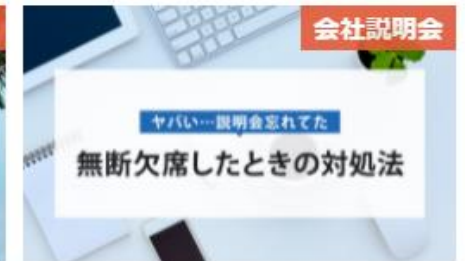 会社説明会
ヤバい…説明会忘れてた
無断欠席したときの対処法